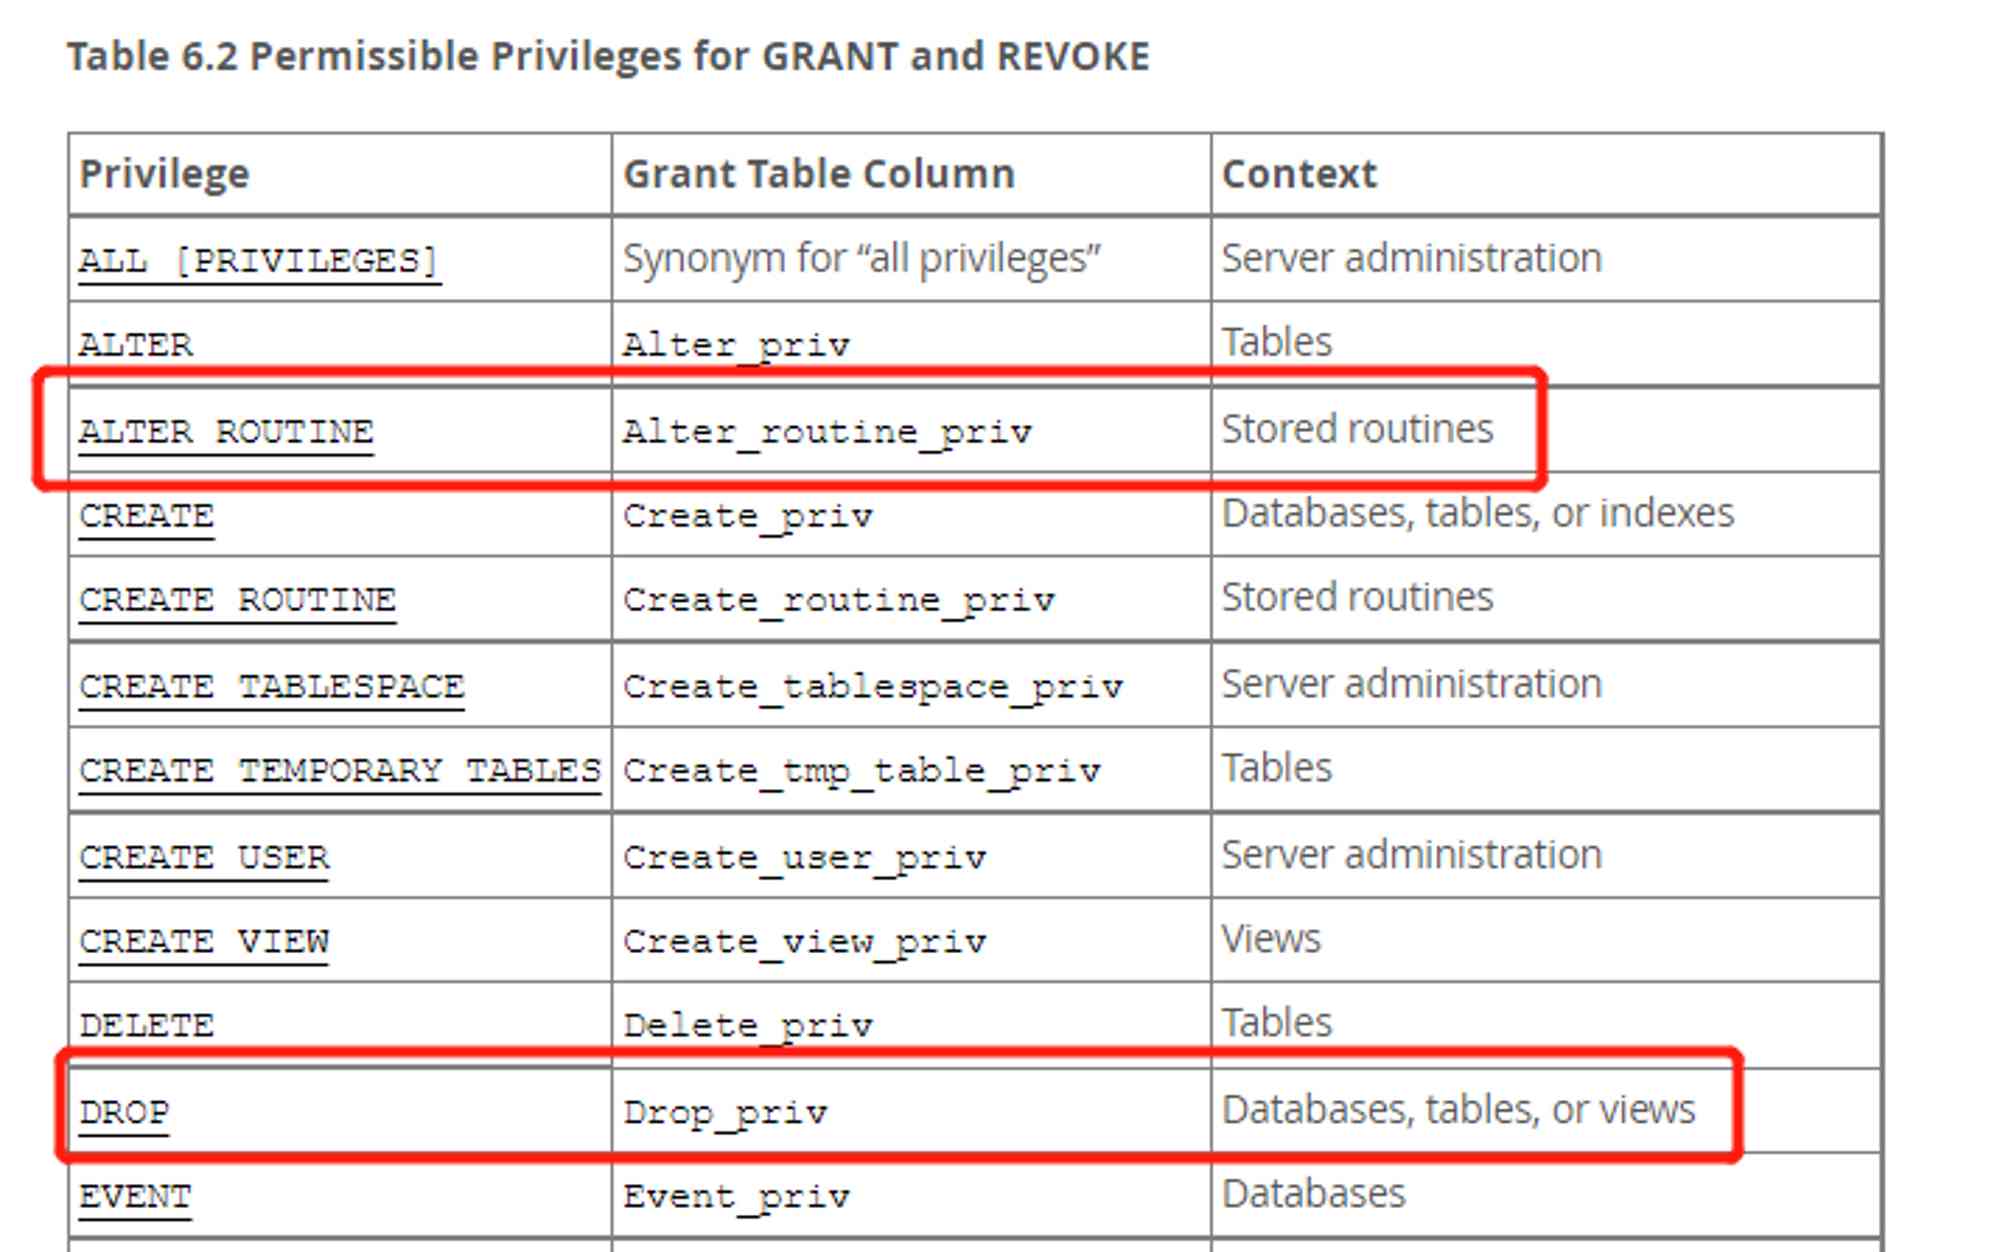 Table 6.2 Permissible Privileges for GRANT and REVOKE
Privilege Grant Table Column Context
ALL [PRIVILEGES] Synonym for “all privileges” Server administration
ALTER Alter_priv Tables
ALTER ROUTINE Alter_routine_priv Stored routines
CREATE Create_priv Databases, tables, or indexes
CREATE ROUTINE Create_routine_priv Stored routines
CREATE TABLESPACE Create_tablespace_priv Server administration
CREATE TEMPORARY TABLES Create_tmp_table_priv Tables
CREATE USER Create_user_priv Server administration
CREATE VIEW Create_view_priv Views
DELETE Delete_priv Tables
DROP Drop_priv Databases, tables, or views
EVENT Event_priv Databases